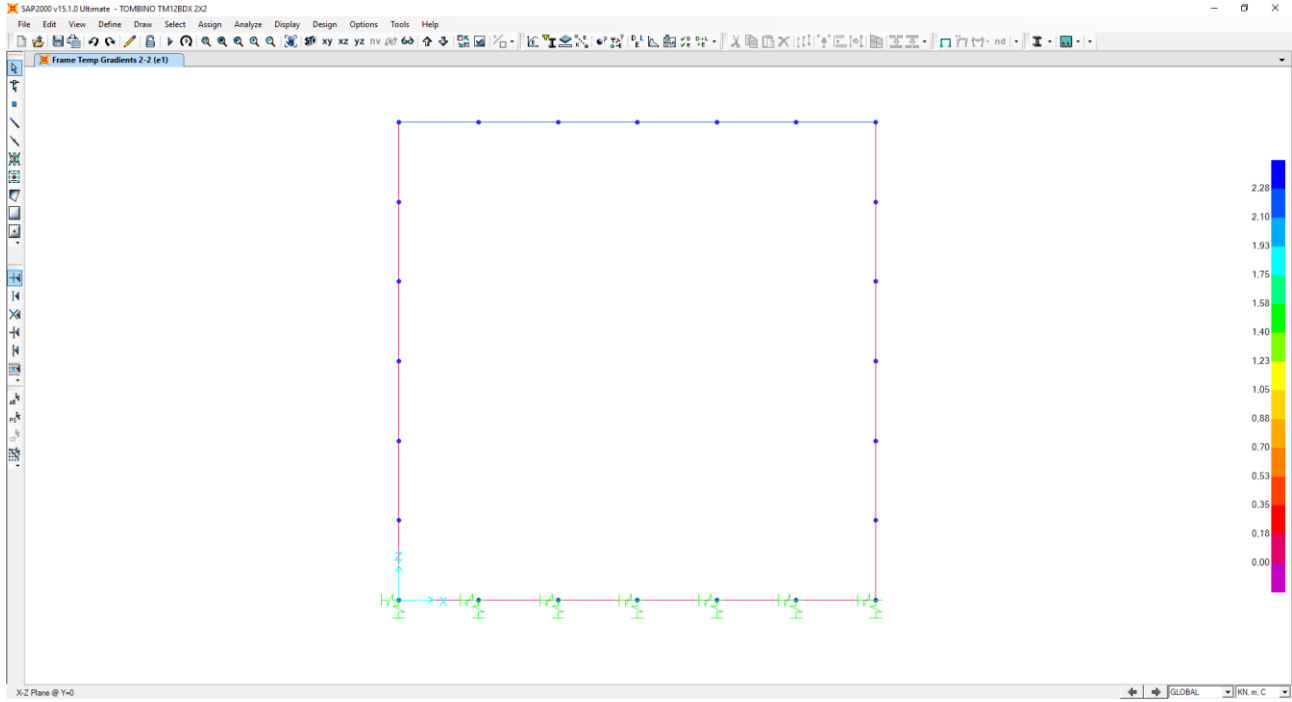 SAP2000 v15.1.0 Ultimate - TOMBINO TM12BDX 2X2
File Edit View Define Draw Select Assign Analyze Display Design Options Tools Help
xy xz yz nv nd
Frame Temp Gradients 2-2 (e1)
2,28
2,10
1,93
1,75
1,58
1,40
1,23
1,05
0,88
0,70
0,53
0,35
0,18
0,00
Z
X
X-Z Plane @ Y=0
GLOBAL
KN, m, C